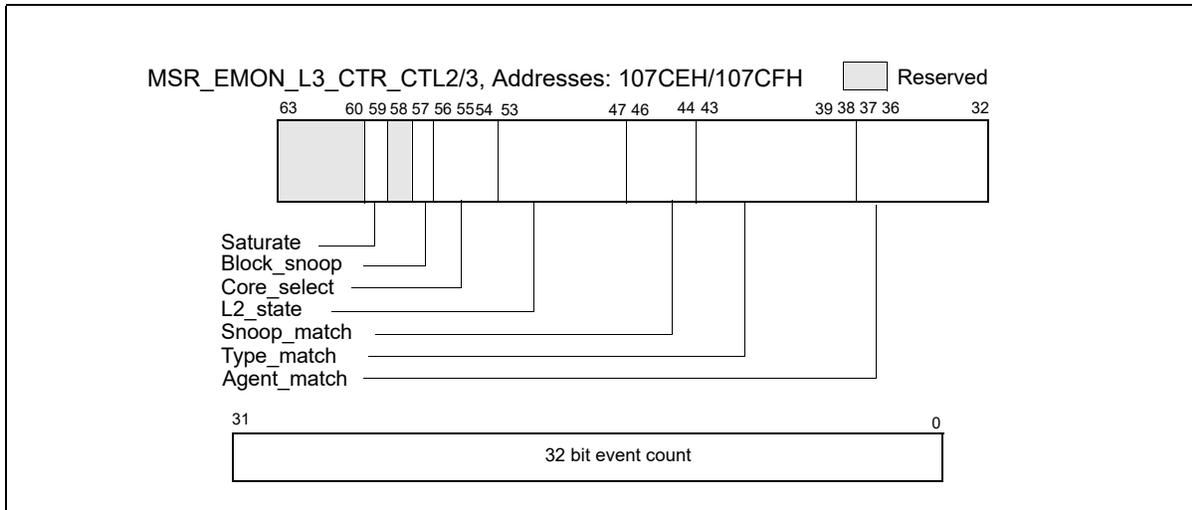 MSR_EMON_L3_CTR_CTL2/3, Addresses: 107CEH/107CFH Reserved
63 60 59 58 57 56 55 54 53 47 46 44 43 39 38 37 36 32
Saturate
Block_snoop
Core_select
L2_state
Snoop_match
Type_match
Agent_match
31 0
32 bit event count